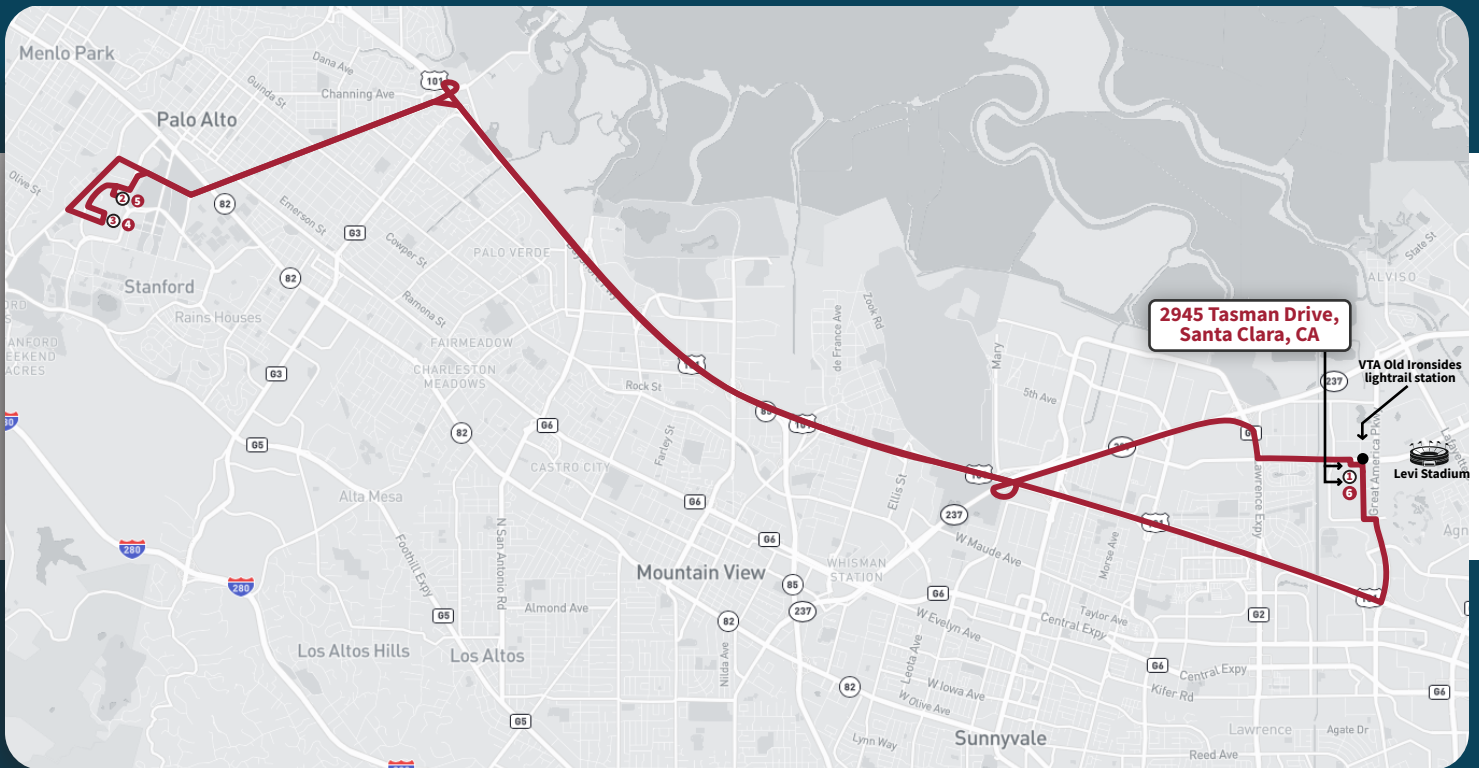 Menlo Park
Dana Ave
Guinda St
Channing Ave
101
Palo Alto
Olive St
2
5
3
4
82
Emerson St
G3
Cowper St
PALO VERDE
State St
82
ALVISO
Stanford
Ramona St
Zook Rd
Rains Houses
2945 Tasman Drive,
Santa Clara, CA
de France Ave
FAIRMEADOW
Mary
VTA Old Ironsides
lightrail station
G3
CHARLESTON
MEADOWS
Rock St
5th Ave
237
Great America Pkwy
G6
82
Farley St
G5
CASTRO CITY
Levi Stadium
1
6
Ellis St
Alta Mesa
G6
237
N San Antonio Rd
G6
W Maude Ave
Morse Ave
280
Foothill Expy
WHISMAN
STATION
Mountain View
85
280
G6
237
Almond Ave
G5
82
W Evelyn Ave
Taylor Ave
Central Expy
G2
Los Altos Hills
Los Altos
Nilda Ave
Leota Ave
G6
Central Expy
Kifer Rd
82
W Iowa Ave
G6
W Olive Ave
G5
Lawrence
Agate Dr
Lynn Way
Sunnyvale
Reed Ave